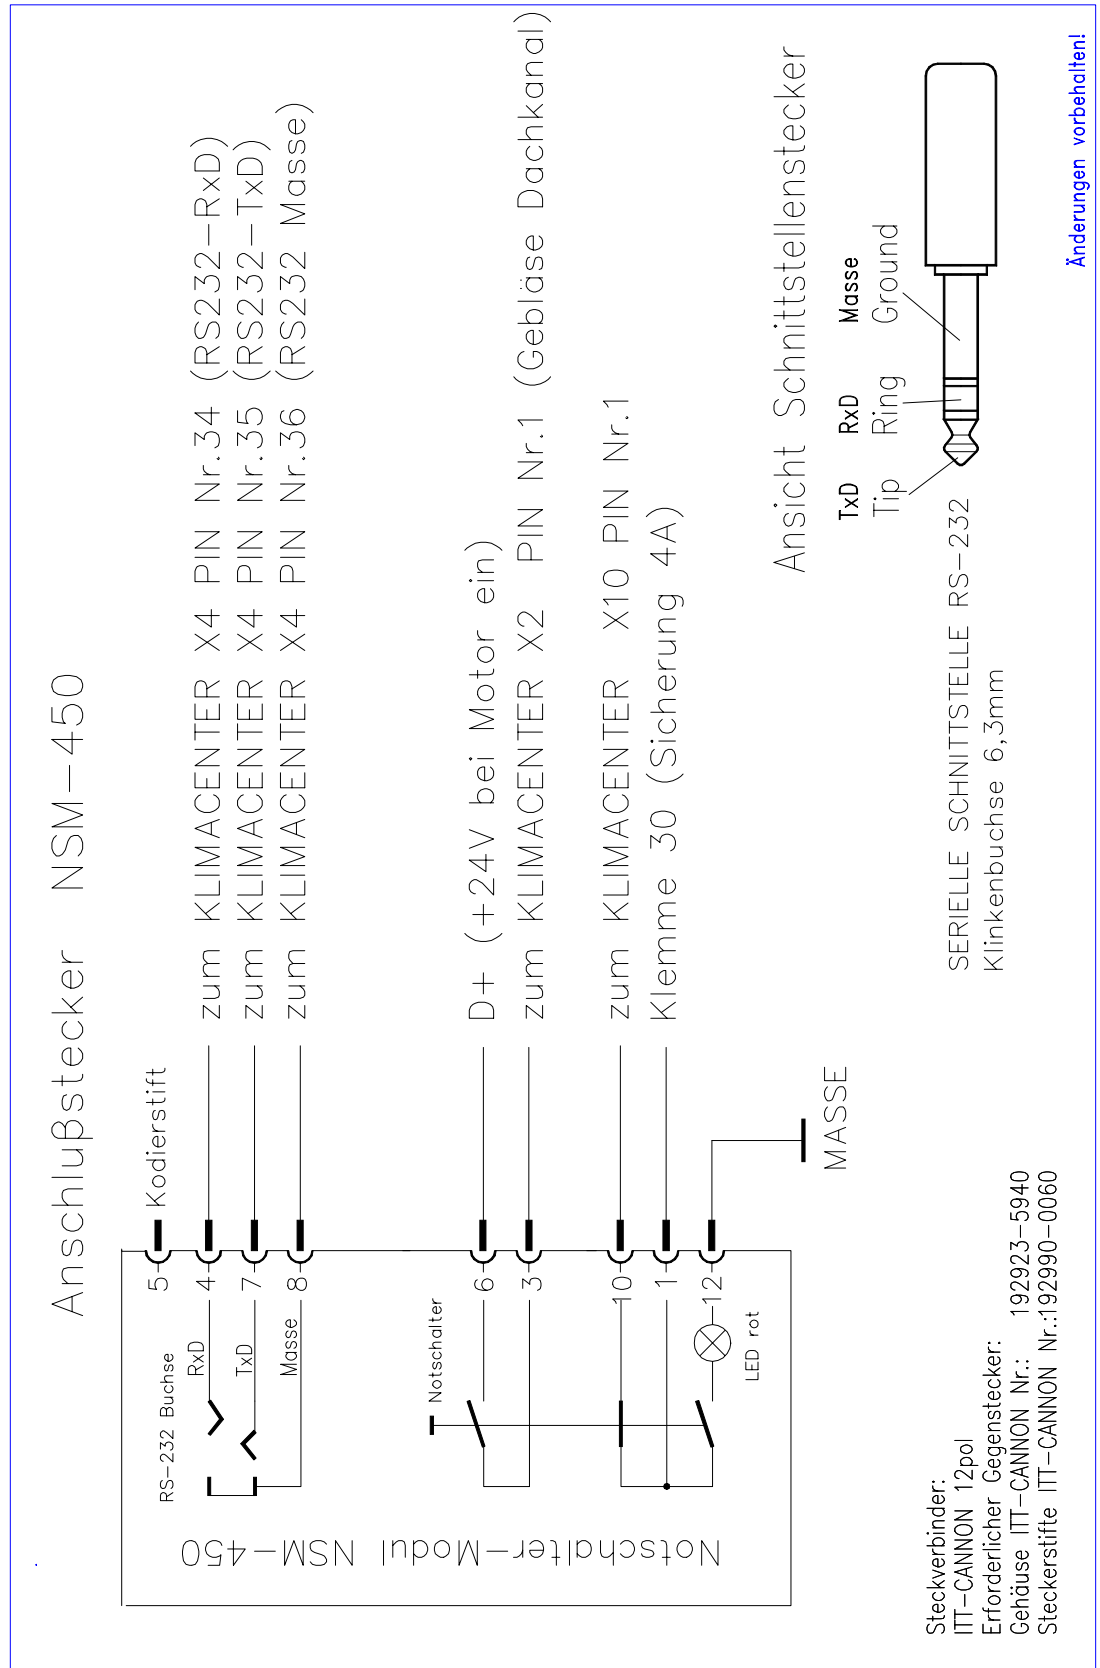 Anschlußstecker NSM-450
5 Kodierstift
4 zum KLIMACENTER X4 PIN Nr.34 (RS232-RxD)
7 zum KLIMACENTER X4 PIN Nr.35 (RS232-TxD)
8 zum KLIMACENTER X4 PIN Nr.36 (RS232 Masse)
RS-232 Buchse
RxD
TxD
Masse
6 D+ (+24V bei Motor ein)
3 zum KLIMACENTER X2 PIN Nr.1 (Gebläse Dachkanal)
10 zum KLIMACENTER X10 PIN Nr.1
1 Klemme 30 (Sicherung 4A)
12
Notschalter
LED rot
MASSE
Notschalter-Modul NSM-450
Ansicht Schnittstellenstecker
TxD RxD Masse
Tip Ring Ground
SERIELLE SCHNITTSTELLE RS-232
Klinkenbuchse 6,3mm
Steckverbinder:
ITT-CANNON 12pol
Erforderlicher Gegenstecker:
Gehäuse ITT-CANNON Nr.: 192923-5940
Steckerstifte ITT-CANNON Nr.:192990-0060
Änderungen vorbehalten!